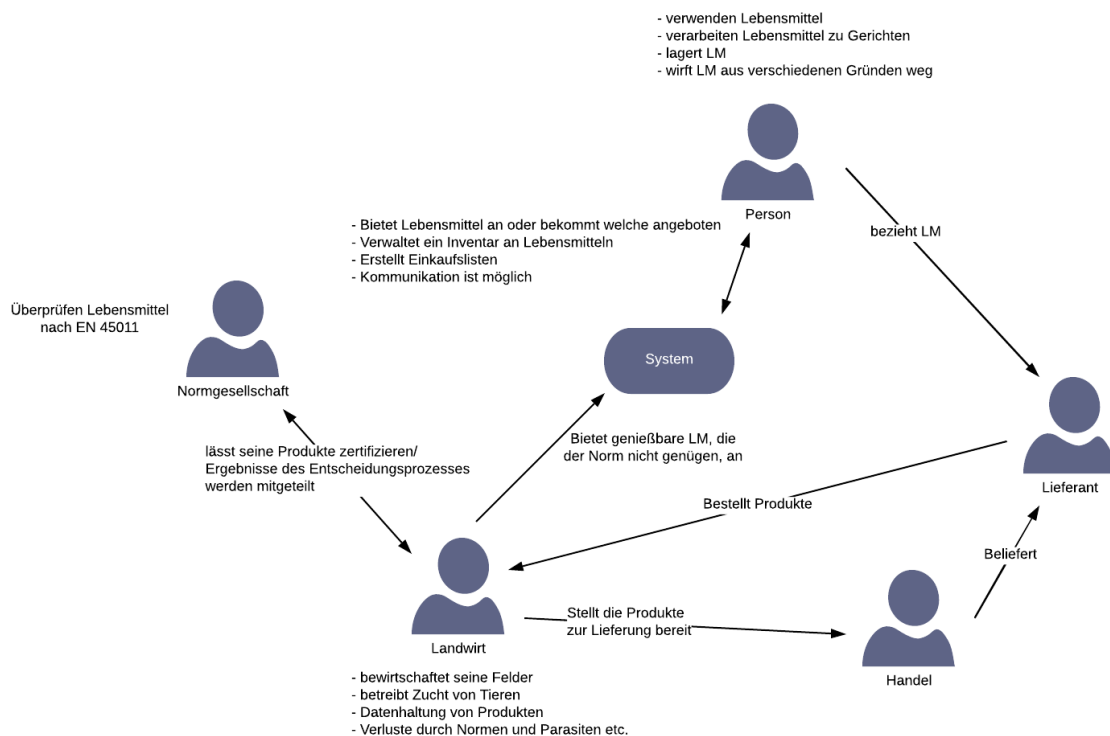 - verwenden Lebensmittel
- verarbeiten Lebensmittel zu Gerichten
- lagert LM
- wirft LM aus verschiedenen Gründen weg
Person
- Bietet Lebensmittel an oder bekommt welche angeboten
- Verwaltet ein Inventar an Lebensmitteln
- Erstellt Einkaufslisten
- Kommunikation ist möglich
bezieht LM
Überprüfen Lebensmittel
nach EN 45011
Normgesellschaft
System
lässt seine Produkte zertifizieren/
Ergebnisse des Entscheidungsprozesses
werden mitgeteilt
Bietet genießbare LM, die
der Norm nicht genügen, an
Lieferant
Bestellt Produkte
Beliefert
Stellt die Produkte
zur Lieferung bereit
Landwirt
Handel
- bewirtschaftet seine Felder
- betreibt Zucht von Tieren
- Datenhaltung von Produkten
- Verluste durch Normen und Parasiten etc.